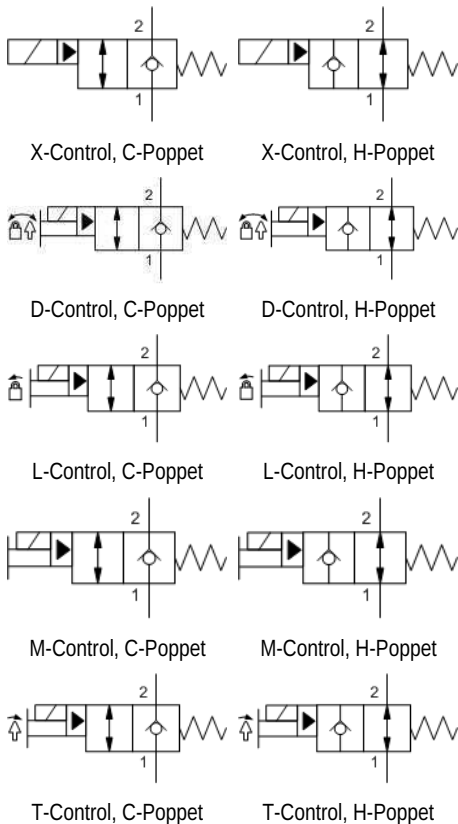 2 2
1 1
X-Control, C-Poppet X-Control, H-Poppet
2 2
1 1
D-Control, C-Poppet D-Control, H-Poppet
2 2
1 1
L-Control, C-Poppet L-Control, H-Poppet
2 2
1 1
M-Control, C-Poppet M-Control, H-Poppet
2 2
1 1
T-Control, C-Poppet T-Control, H-Poppet